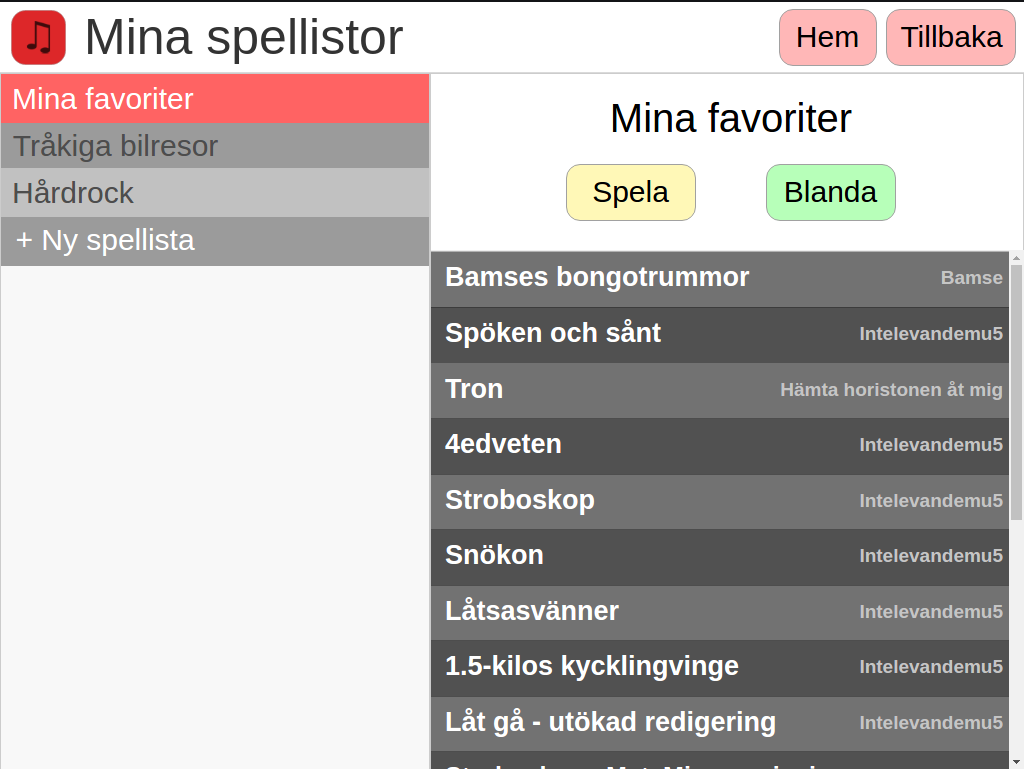 Mina spellistor
Hem
Tillbaka
Mina favoriter
Tråkiga bilresor
Hårdrock
+ Ny spellista
Mina favoriter
Spela
Blanda
Bamses bongotrummor Bamse
Spöken och sånt Intelevandemu5
Tron Hämta horistonen åt mig
4edveten Intelevandemu5
Stroboskop Intelevandemu5
Snökon Intelevandemu5
Låtsasvänner Intelevandemu5
1.5-kilos kycklingvinge Intelevandemu5
Låt gå - utökad redigering Intelevandemu5